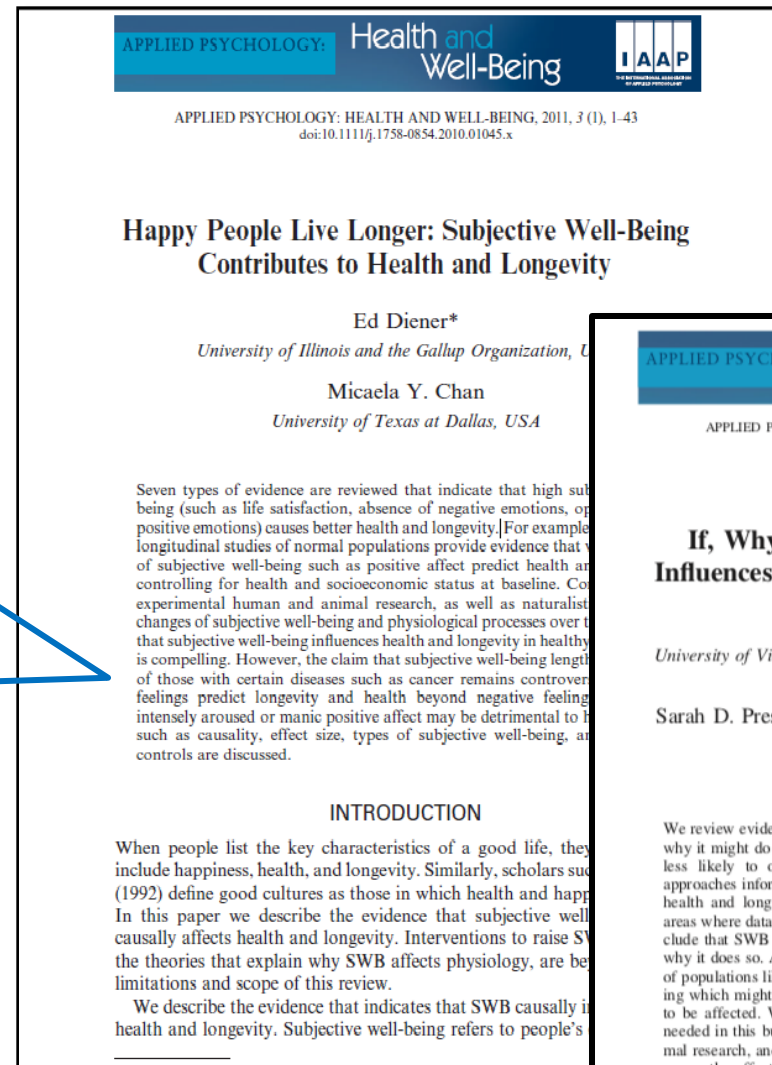 APPLIED PSYCHOLOGY:
Health and
Well-Being
IAAP
THE INTERNATIONAL ASSOCIATION
OF APPLIED PSYCHOLOGY
APPLIED PSYCHOLOGY: HEALTH AND WELL-BEING, 2011, 3 (1), 1–43
doi:10.1111/j.1758-0854.2010.01045.x
Happy People Live Longer: Subjective Well-Being
Contributes to Health and Longevity
Ed Diener*
University of Illinois and the Gallup Organization, U
Micaela Y. Chan
University of Texas at Dallas, USA
Seven types of evidence are reviewed that indicate that high sub
being (such as life satisfaction, absence of negative emotions, op
positive emotions) causes better health and longevity. For example
longitudinal studies of normal populations provide evidence that
of subjective well-being such as positive affect predict health an
controlling for health and socioeconomic status at baseline. Co
experimental human and animal research, as well as naturalist
changes of subjective well-being and physiological processes over t
that subjective well-being influences health and longevity in healthy
is compelling. However, the claim that subjective well-being length
of those with certain diseases such as cancer remains controvers
feelings predict longevity and health beyond negative feeling
intensely aroused or manic positive affect may be detrimental to h
such as causality, effect size, types of subjective well-being, an
controls are discussed.
INTRODUCTION
When people list the key characteristics of a good life, they
include happiness, health, and longevity. Similarly, scholars suc
(1992) define good cultures as those in which health and happ
In this paper we describe the evidence that subjective well
causally affects health and longevity. Interventions to raise SW
the theories that explain why SWB affects physiology, are be
limitations and scope of this review.
We describe the evidence that indicates that SWB causally i
health and longevity. Subjective well-being refers to people's
APPLIED PSYC
APPLIED P
If, Why
Influences
University of Vi
Sarah D. Pres
We review evide
why it might do
less likely to
approaches infor
health and long
areas where data
clude that SWB
why it does so.
of populations li
ing which might
to be affected.
needed in this b
mal research, an